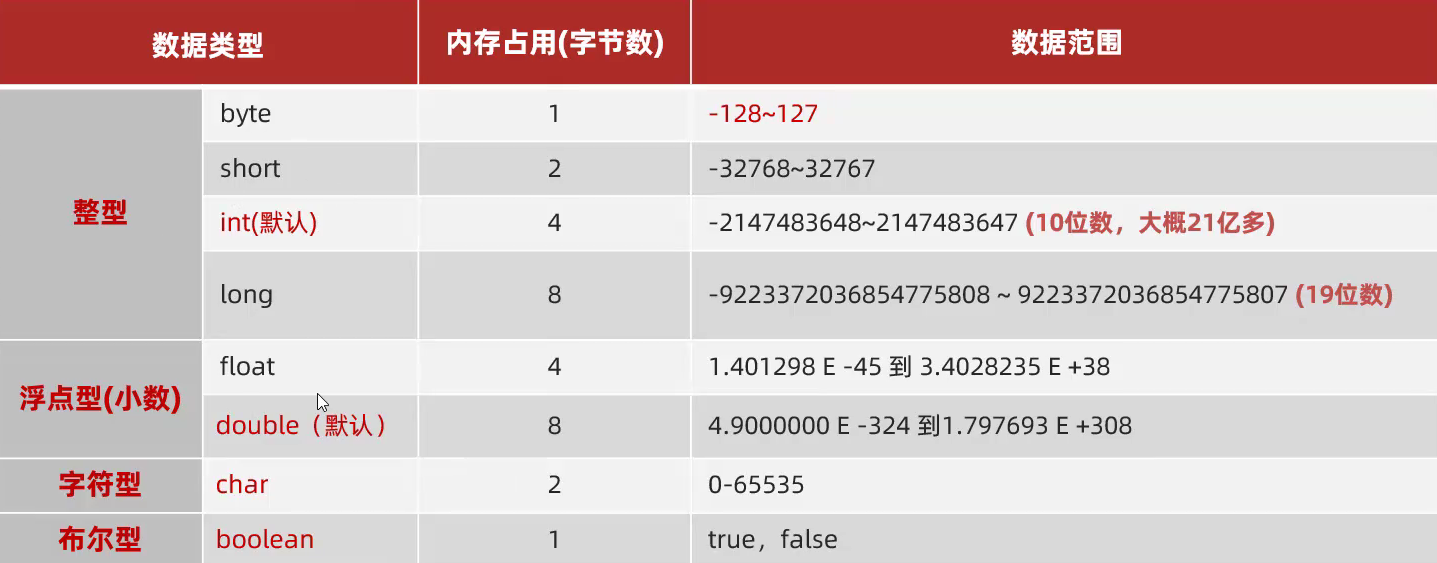 数据类型 内存占用(字节数) 数据范围
整型
byte 1 -128~127
short 2 -32768~32767
int(默认) 4 -2147483648~2147483647 (10位数，大概21亿多)
long 8 -9223372036854775808 ~ 9223372036854775807 (19位数)
浮点型(小数)
float 4 1.401298 E -45 到 3.4028235 E +38
double（默认） 8 4.9000000 E -324 到1.797693 E +308
字符型 char 2 0-65535
布尔型 boolean 1 true，false